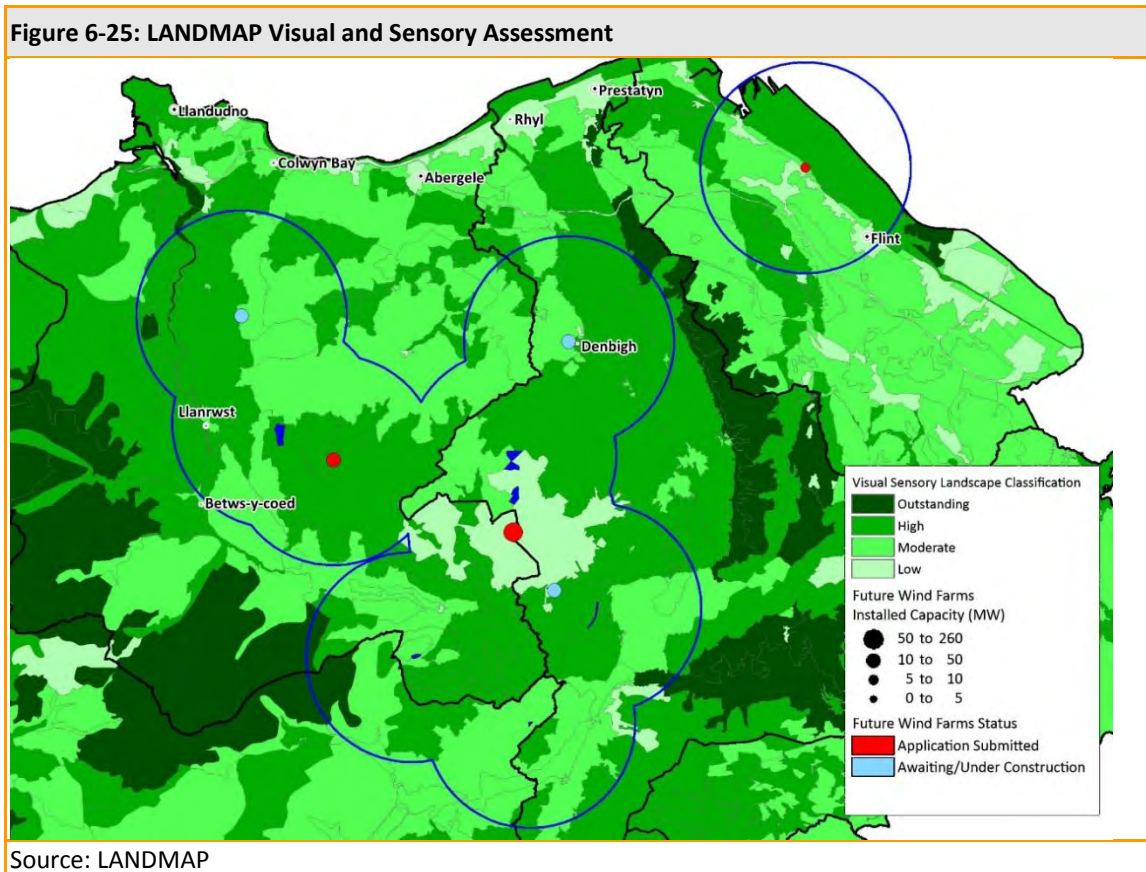 Figure 6-25: LANDMAP Visual and Sensory Assessment
Prestatyn
Llandudno
Rhyl
Colwyn Bay
Abergele
Flint
Denbigh
Llanrwst
Betws-y-coed
Visual Sensory Landscape Classification
Outstanding
High
Moderate
Low
Future Wind Farms
Installed Capacity (MW)
50 to 260
10 to 50
5 to 10
0 to 5
Future Wind Farms Status
Application Submitted
Awaiting/Under Construction
Source: LANDMAP